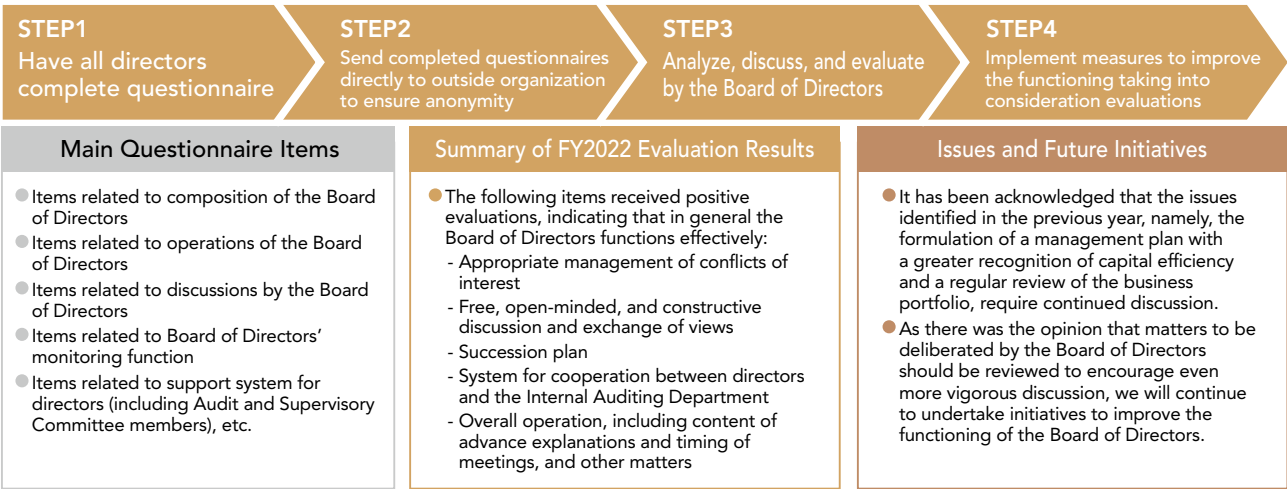 STEP1
Have all directors
complete questionnaire
STEP2
Send completed questionnaires
directly to outside organization
to ensure anonymity
STEP3
Analyze, discuss, and evaluate
by the Board of Directors
STEP4
Implement measures to improve
the functioning taking into
consideration evaluations
Main Questionnaire Items
● Items related to composition of the Board
of Directors
● Items related to operations of the Board
of Directors
● Items related to discussions by the Board
of Directors
● Items related to Board of Directors'
monitoring function
● Items related to support system for
directors (including Audit and Supervisory
Committee members), etc.
Summary of FY2022 Evaluation Results
● The following items received positive
evaluations, indicating that in general the
Board of Directors functions effectively:
- Appropriate management of conflicts of
interest
- Free, open-minded, and constructive
discussion and exchange of views
- Succession plan
- System for cooperation between directors
and the Internal Auditing Department
- Overall operation, including content of
advance explanations and timing of
meetings, and other matters
Issues and Future Initiatives
● It has been acknowledged that the issues
identified in the previous year, namely, the
formulation of a management plan with
a greater recognition of capital efficiency
and a regular review of the business
portfolio, require continued discussion.
● As there was the opinion that matters to be
deliberated by the Board of Directors
should be reviewed to encourage even
more vigorous discussion, we will continue
to undertake initiatives to improve the
functioning of the Board of Directors.